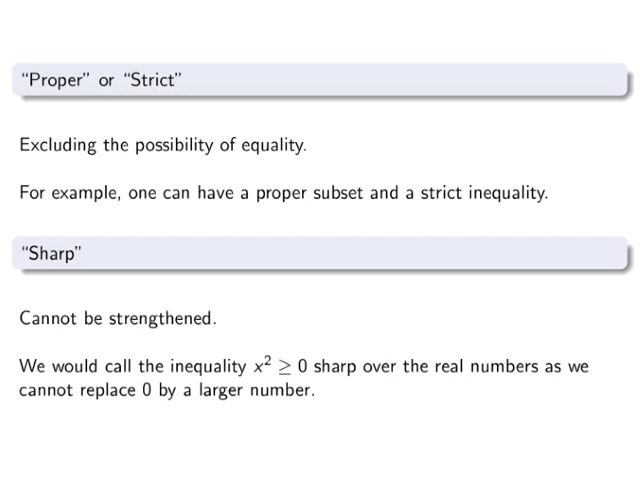 “Proper” or “Strict”
Excluding the possibility of equality.
For example, one can have a proper subset and a strict inequality.
“Sharp”
Cannot be strengthened.
We would call the inequality x² ≥ 0 sharp over the real numbers as we
cannot replace 0 by a larger number.